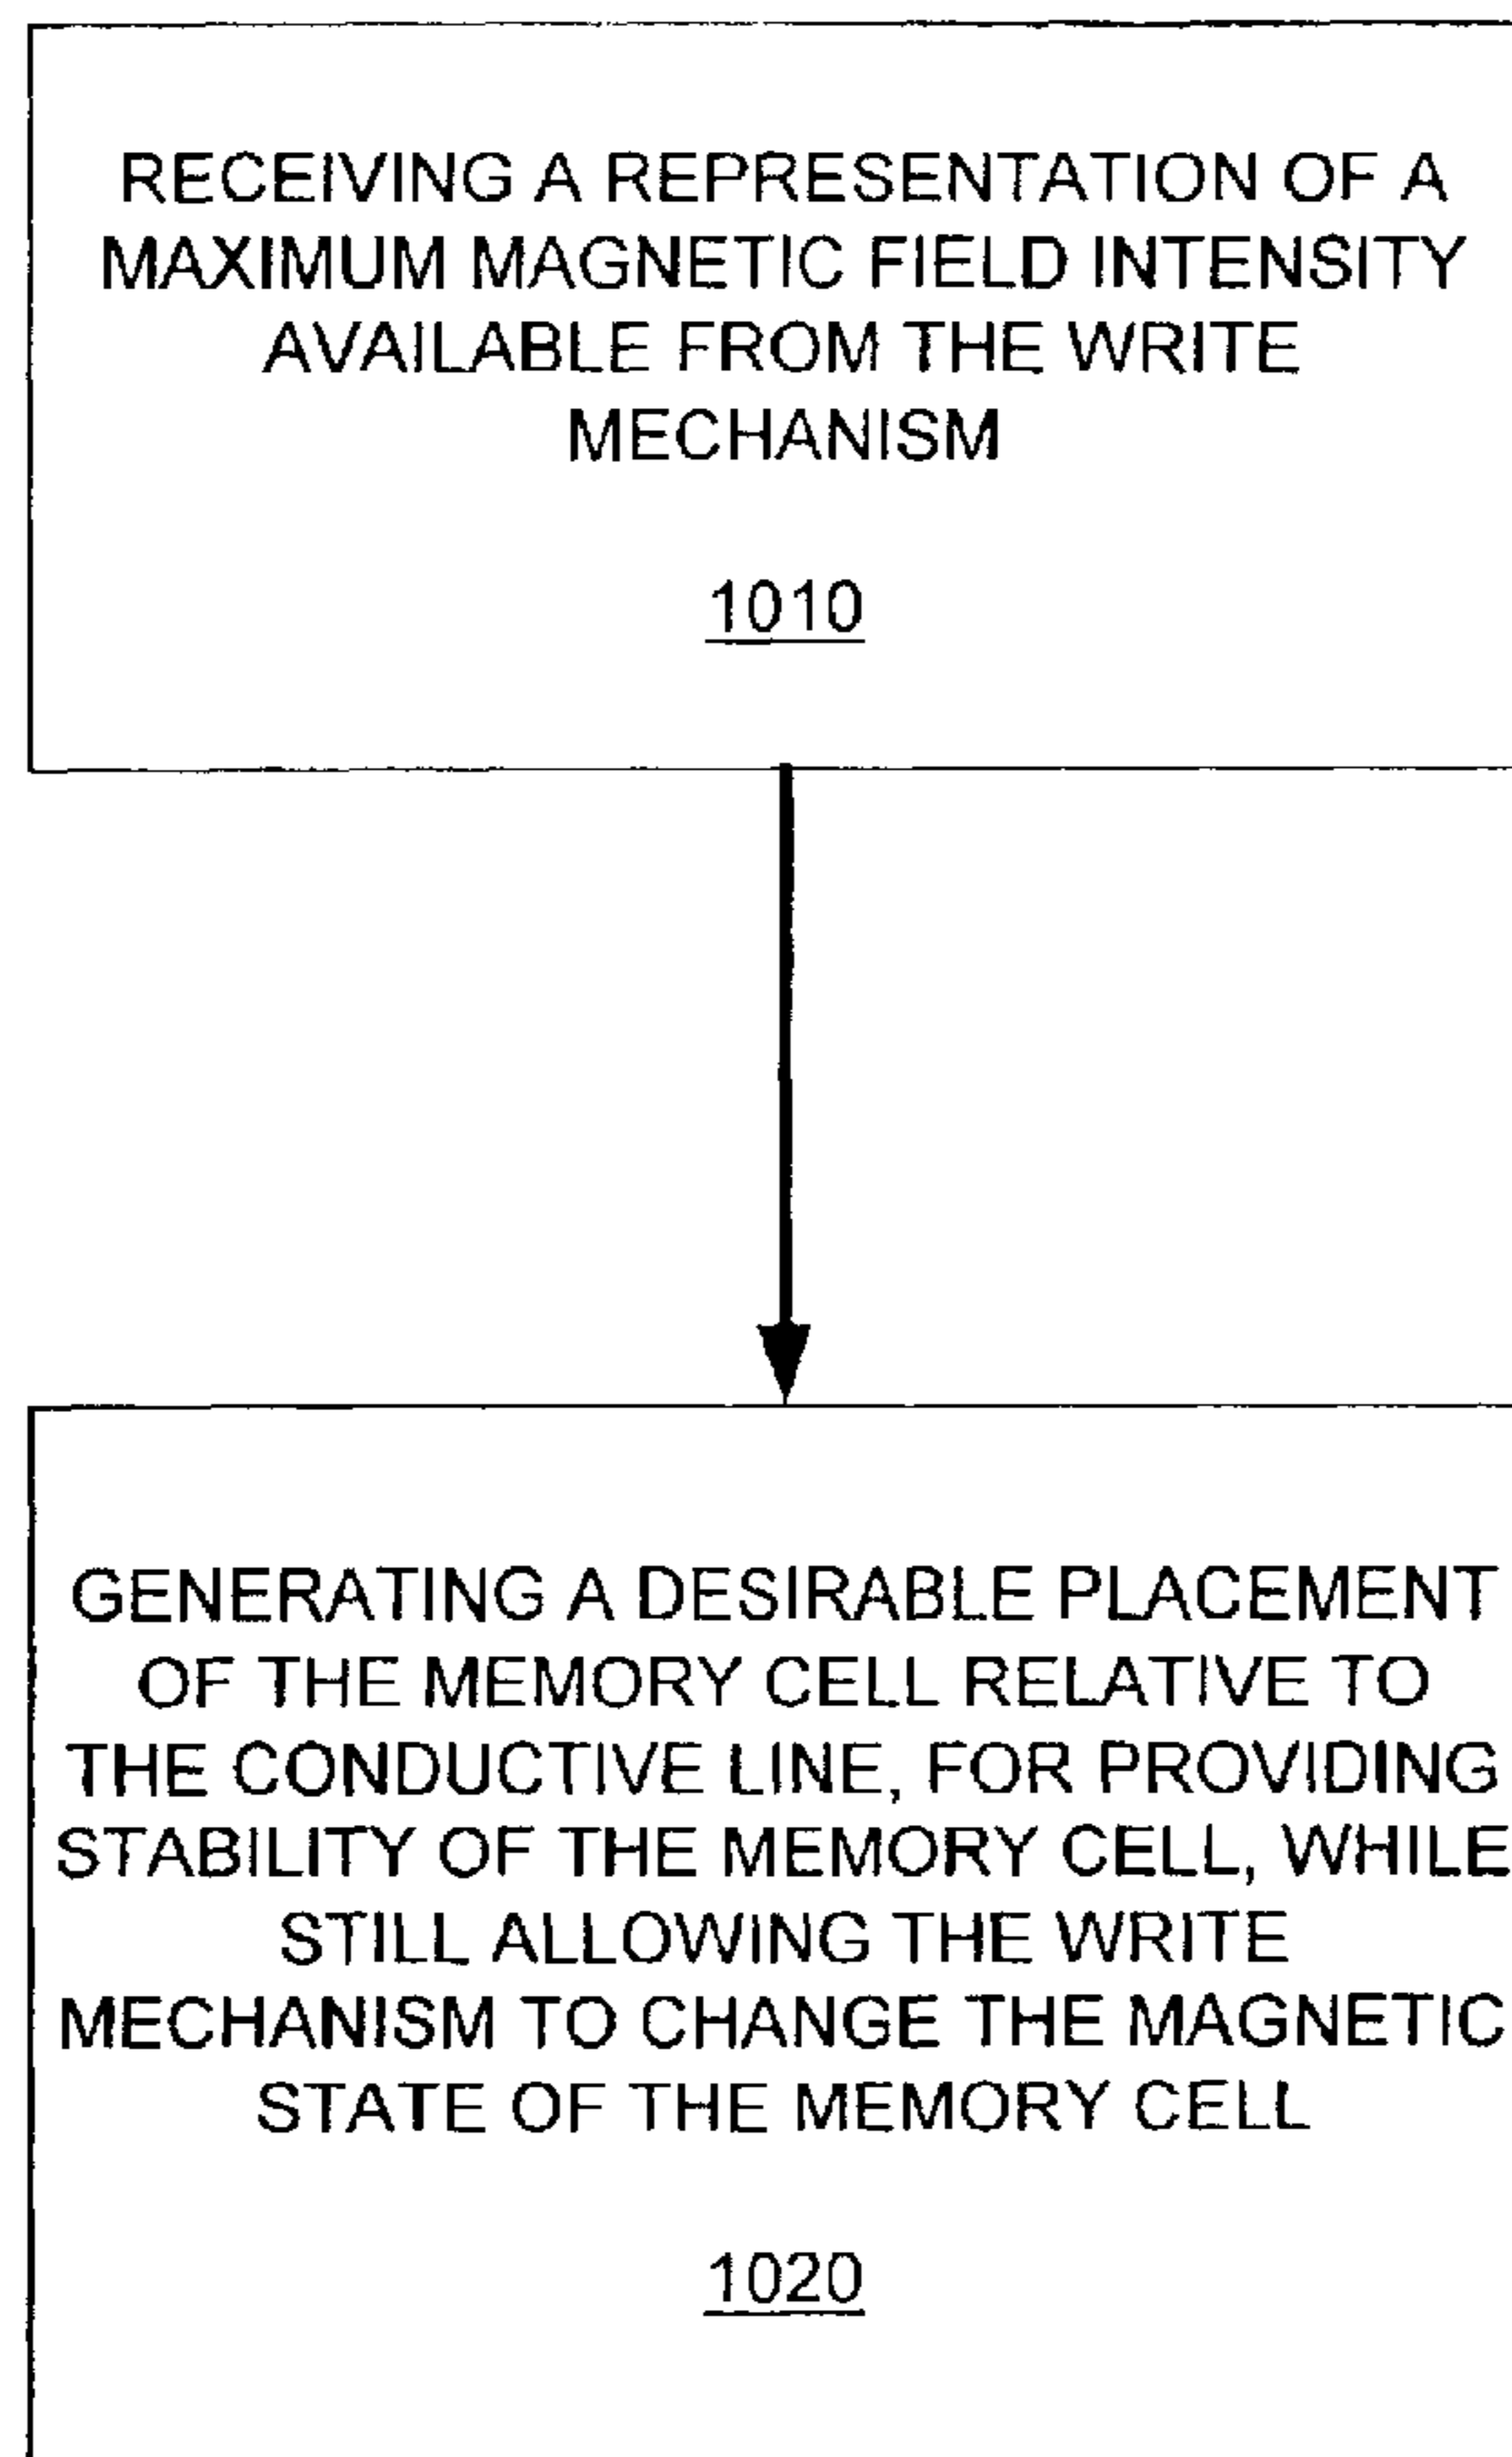 RECEIVING A REPRESENTATION OF A
MAXIMUM MAGNETIC FIELD INTENSITY
AVAILABLE FROM THE WRITE
MECHANISM
1010
GENERATING A DESIRABLE PLACEMENT
OF THE MEMORY CELL RELATIVE TO
THE CONDUCTIVE LINE, FOR PROVIDING
STABILITY OF THE MEMORY CELL, WHILE
STILL ALLOWING THE WRITE
MECHANISM TO CHANGE THE MAGNETIC
STATE OF THE MEMORY CELL
1020